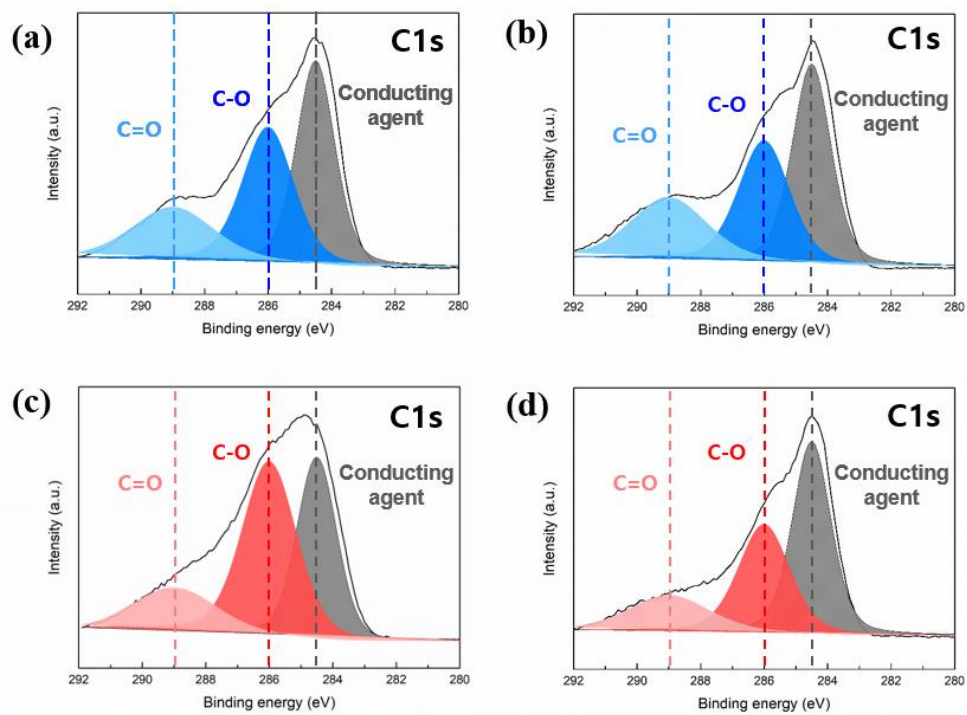 (a)
C1s
C-O
C=O
Conducting
agent
Intensity (a.u.)
292 290 288 286 284 282 280
Binding energy (eV)
(b)
C1s
C-O
C=O
Conducting
agent
Intensity (a.u.)
292 290 288 286 284 282 280
Binding energy (eV)
(c)
C1s
C-O
C=O
Conducting
agent
Intensity (a.u.)
292 290 288 286 284 282 280
Binding energy (eV)
(d)
C1s
C-O
C=O
Conducting
agent
Intensity (a.u.)
292 290 288 286 284 282 280
Binding energy (eV)